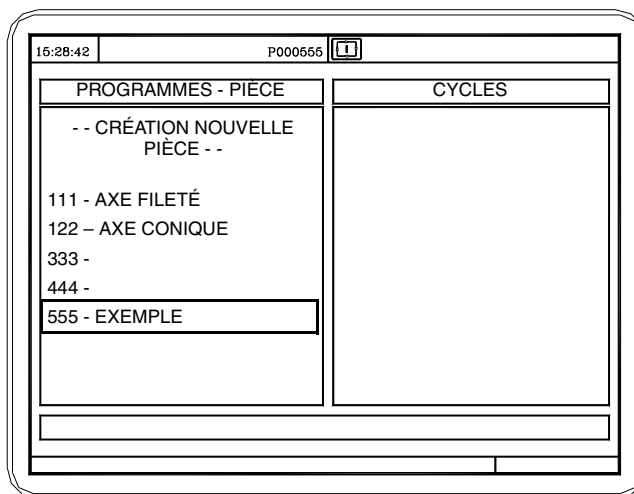 15:28:42 P000555
PROGRAMMES - PIÈCE
CYCLES
- - CRÉATION NOUVELLE
PIÈCE - -
111 - AXE FILETÉ
122 – AXE CONIQUE
333 -
444 -
555 - EXEMPLE